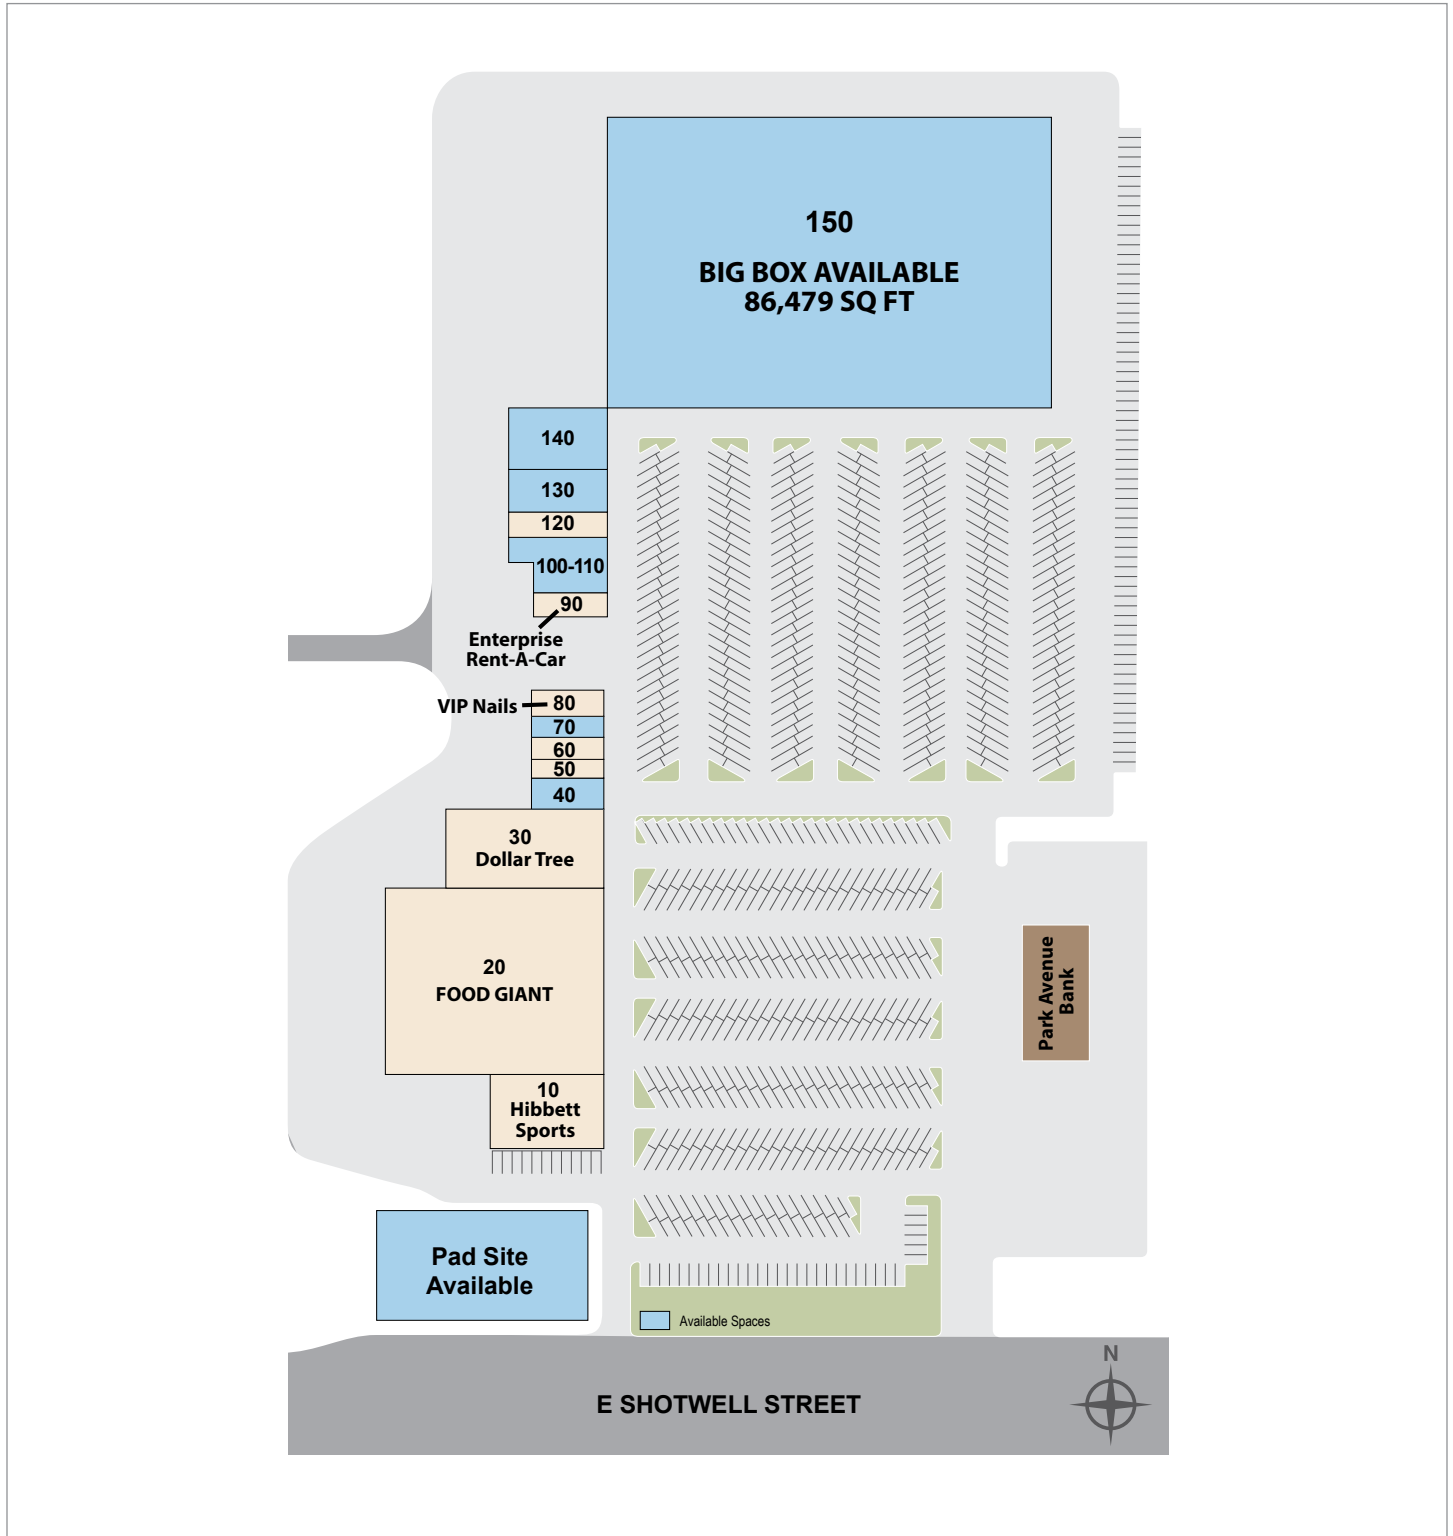 150
BIG BOX AVAILABLE
86,479 SQ FT
140
130
120
100-110
90
Enterprise
Rent-A-Car
VIP Nails
80
70
60
50
40
30
Dollar Tree
20
FOOD GIANT
Park Avenue
Bank
10
Hibbett
Sports
Pad Site
Available
Available Spaces
N
E SHOTWELL STREET